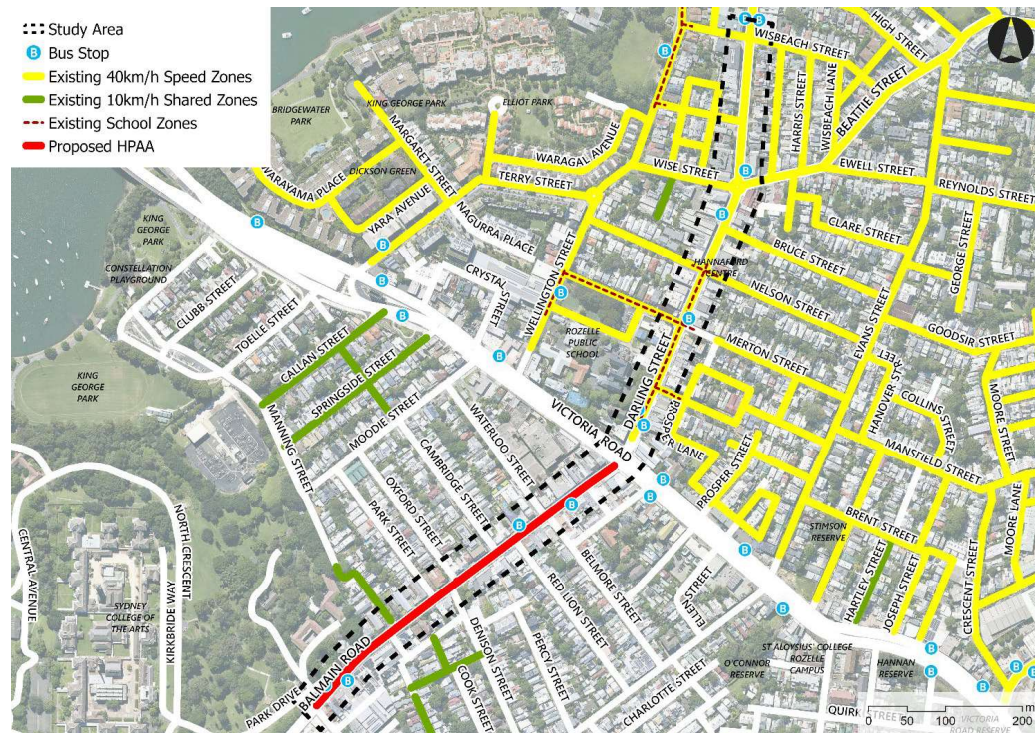 Study Area
B Bus Stop
Existing 40km/h Speed Zones
Existing 10km/h Shared Zones
Existing School Zones
Proposed HPAA
WISBEACH STREET
HIGH STREET
BEATTIE STREET
HARRIS STREET
WISBEACH LANE
BRIDGEWATER PARK
KING GEORGE PARK
ELLIOT PARK
MARGARET STREET
DICKSON GREEN
WARAGAL AVENUE
WISE STREET
EWELL STREET
REYNOLDS STREET
VARAYAMA PLACE
TERRY STREET
YARA AVENUE
NAGURRA PLACE
KING GEORGE PARK
CONSTELLATION PLAYGROUND
CLARE STREET
BRUCE STREET
GEORGE STREET
HANNAFORD CENTRE
CLUBB STREET
TOELLE STREET
CRYSTAL STREET
WELLINGTON STREET
NELSON STREET
EVANS STREET
GOODSIR STREET
ROZELLE PUBLIC SCHOOL
DARLING STREET
MERTON STREET
KING GEORGE PARK
CALLAN STREET
SPRINGSIDE STREET
MANNING STREET
MOODIE STREET
VICTORIA ROAD
HANOVER STREET
COLLINS STREET
MOORE STREET
MANSFIELD STREET
WATERLOO STREET
CAMBRIDGE STREET
OXFORD STREET
PARK STREET
PROSPER LANE
PROSPER STREET
BRENT STREET
MOORE LANE
STIMSON RESERVE
CENTRAL AVENUE
NORTH CRESCENT
KIRKBRIDE WAY
SYDNEY COLLEGE OF THE ARTS
BELMORE STREET
RED LION STREET
ELLEN STREET
HARTLEY STREET
JOSEPH STREET
CRESCENT STREET
PARK DRIVE
BALMAIN ROAD
COOK STREET
DENISON STREET
PERCY STREET
CHARLOTTE STREET
O'CONNOR RESERVE
ST ALOYSIUS' COLLEGE ROZELLE CAMPUS
HANNAN RESERVE
QUIRK STREET
VICTORIA ROAD RESERVE
0 50 100 200 m